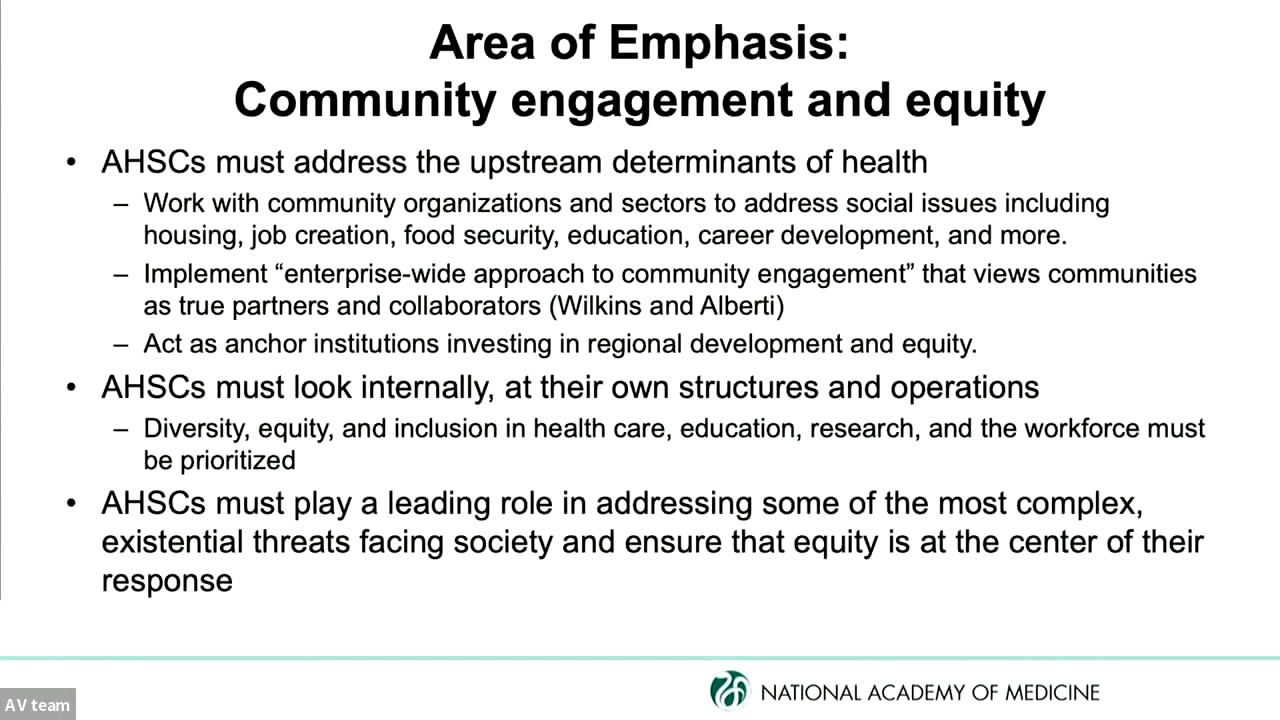 Area of Emphasis:
Community engagement and equity
• AHSCs must address the upstream determinants of health
– Work with community organizations and sectors to address social issues including
housing, job creation, food security, education, career development, and more.
– Implement “enterprise-wide approach to community engagement” that views communities
as true partners and collaborators (Wilkins and Alberti)
– Act as anchor institutions investing in regional development and equity.
• AHSCs must look internally, at their own structures and operations
– Diversity, equity, and inclusion in health care, education, research, and the workforce must
be prioritized
• AHSCs must play a leading role in addressing some of the most complex,
existential threats facing society and ensure that equity is at the center of their
response
NATIONAL ACADEMY OF MEDICINE
AV team